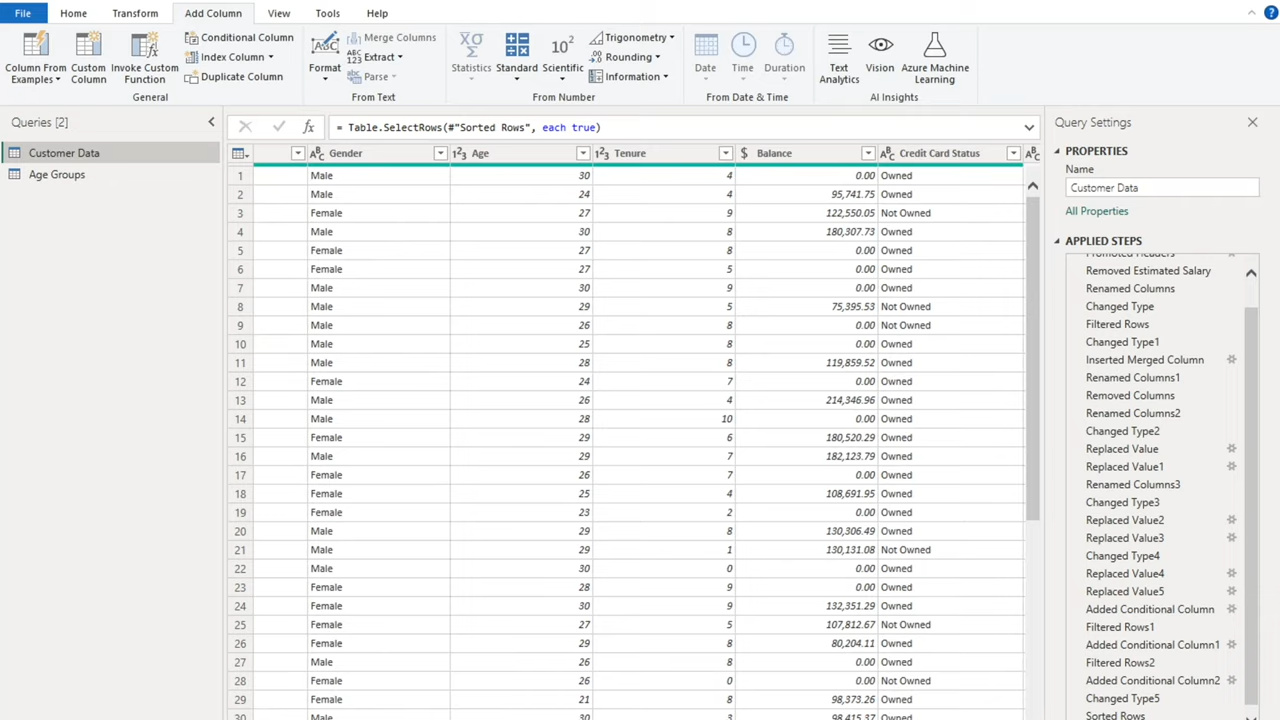 File Home Transform Add Column View Tools Help
Column From Examples
Custom Column
Invoke Custom Function
Conditional Column
Index Column
Duplicate Column
General
Format
Merge Columns
Extract
Parse
From Text
Statistics
Standard
Scientific
Trigonometry
Rounding
Information
From Number
Date
Time
Duration
From Date & Time
Text Analytics
Vision
Azure Machine Learning
AI Insights
Queries [2]
Customer Data
Age Groups
= Table.SelectRows(#"Sorted Rows", each true)
Gender Age Tenure Balance Credit Card Status
1 Male 30 4 0.00 Owned
2 Male 24 4 95,741.75 Owned
3 Female 27 9 122,550.05 Not Owned
4 Male 30 8 180,307.73 Owned
5 Female 27 8 0.00 Owned
6 Female 27 5 0.00 Owned
7 Male 30 9 0.00 Owned
8 Male 29 5 75,395.53 Not Owned
9 Male 26 8 0.00 Not Owned
10 Male 25 8 0.00 Owned
11 Male 28 8 119,859.52 Owned
12 Female 24 7 0.00 Owned
13 Male 26 4 214,346.96 Owned
14 Male 28 10 0.00 Owned
15 Female 29 6 180,520.29 Owned
16 Male 29 7 182,123.79 Owned
17 Female 26 7 0.00 Owned
18 Female 25 4 108,691.95 Owned
19 Female 23 2 0.00 Owned
20 Male 29 8 130,306.49 Owned
21 Male 29 1 130,131.08 Not Owned
22 Male 30 0 0.00 Owned
23 Female 28 9 0.00 Owned
24 Female 30 9 132,351.29 Owned
25 Female 27 5 107,812.67 Not Owned
26 Female 29 8 80,204.11 Owned
27 Male 26 8 0.00 Owned
28 Female 26 0 0.00 Not Owned
29 Female 21 8 98,373.26 Owned
30 Male 30 3 98,415.37 Owned
Query Settings
PROPERTIES
Name
Customer Data
All Properties
APPLIED STEPS
Promoted Headers
Removed Estimated Salary
Renamed Columns
Changed Type
Filtered Rows
Changed Type1
Inserted Merged Column
Renamed Columns1
Removed Columns
Renamed Columns2
Changed Type2
Replaced Value
Replaced Value1
Renamed Columns3
Changed Type3
Replaced Value2
Replaced Value3
Changed Type4
Replaced Value4
Replaced Value5
Added Conditional Column
Filtered Rows1
Added Conditional Column1
Filtered Rows2
Added Conditional Column2
Changed Type5
Sorted Rows